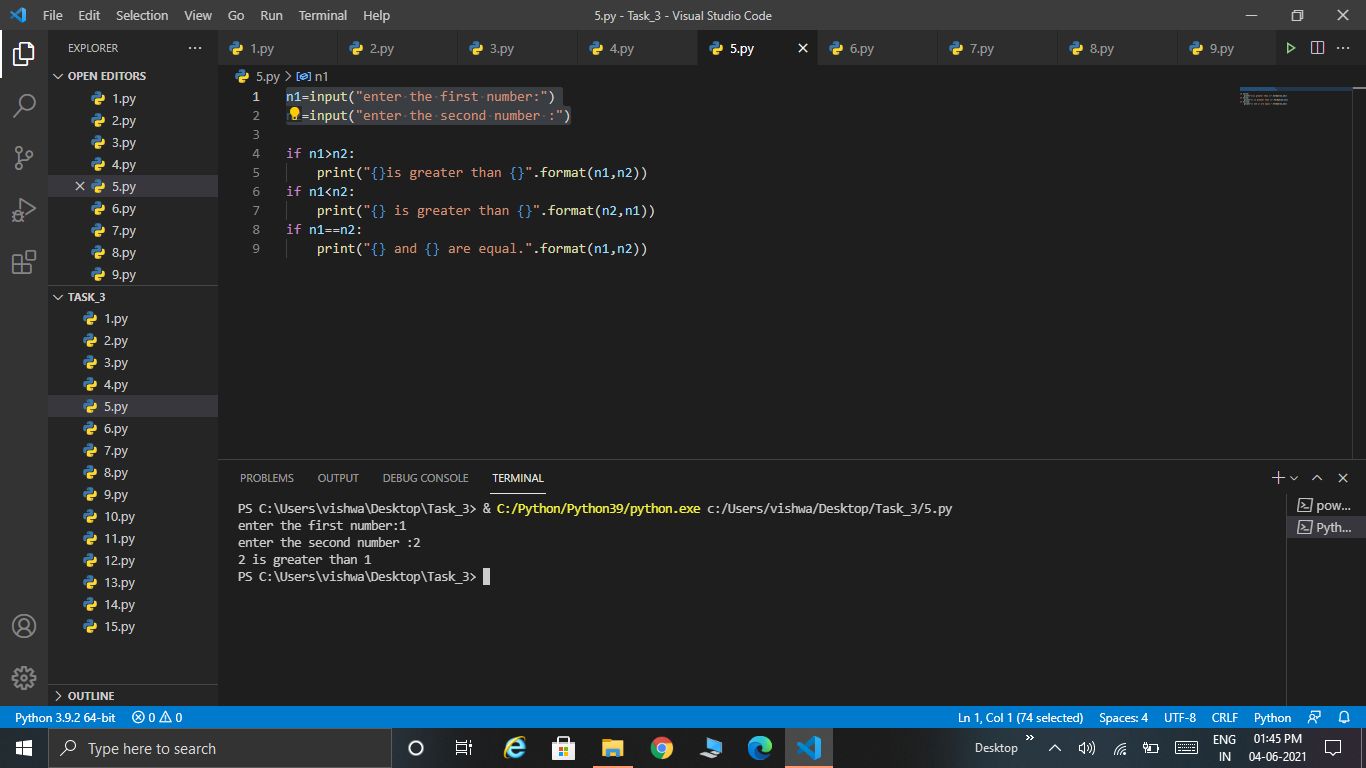 File Edit Selection View Go Run Terminal Help 5.py - Task_3 - Visual Studio Code
EXPLORER
OPEN EDITORS
1.py
2.py
3.py
4.py
5.py
6.py
7.py
8.py
9.py
TASK_3
1.py
2.py
3.py
4.py
5.py
6.py
7.py
8.py
9.py
10.py
11.py
12.py
13.py
14.py
15.py
OUTLINE
1.py 2.py 3.py 4.py 5.py 6.py 7.py 8.py 9.py
5.py > n1
1 n1=input("enter the first number:")
2 =input("enter the second number :")
3
4 if n1>n2:
5 print("{}is greater than {}".format(n1,n2))
6 if n1<n2:
7 print("{} is greater than {}".format(n2,n1))
8 if n1==n2:
9 print("{} and {} are equal.".format(n1,n2))
PROBLEMS OUTPUT DEBUG CONSOLE TERMINAL
PS C:\Users\vishwa\Desktop\Task_3> & C:/Python/Python39/python.exe c:/Users/vishwa/Desktop/Task_3/5.py
enter the first number:1
enter the second number :2
2 is greater than 1
PS C:\Users\vishwa\Desktop\Task_3>
pow...
Pyth...
Python 3.9.2 64-bit 0 0 Ln 1, Col 1 (74 selected) Spaces: 4 UTF-8 CRLF Python
Type here to search Desktop ENG IN 01:45 PM 04-06-2021